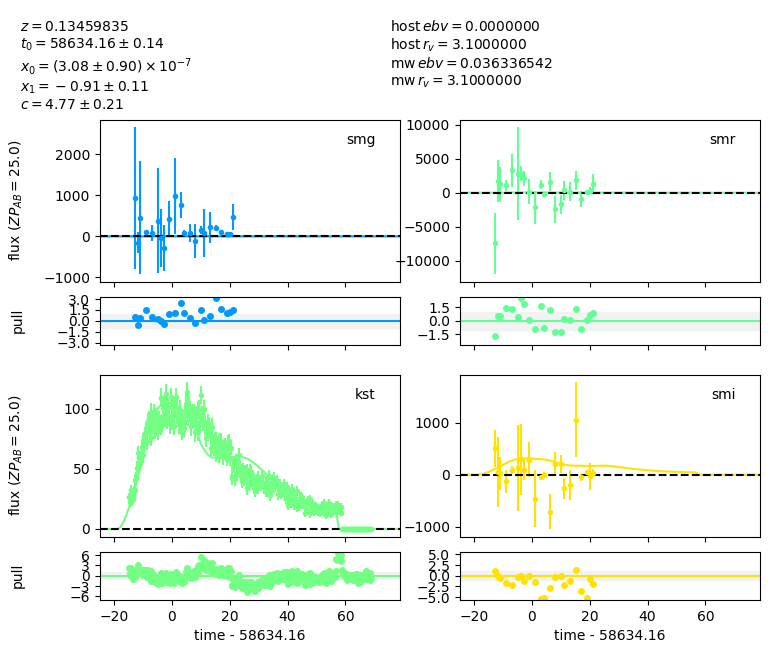 z = 0.13459835
t₀ = 58634.16 ± 0.14
x₀ = (3.08 ± 0.90) × 10⁻⁷
x₁ = −0.91 ± 0.11
c = 4.77 ± 0.21
host ebv = 0.0000000
host r_v = 3.1000000
mw ebv = 0.036336542
mw r_v = 3.1000000
flux (ZP_AB = 25.0)
2000
1000
0
−1000
smg
10000
5000
0
−5000
−10000
smr
pull
3.0
1.5
0.0
−1.5
−3.0
1.5
0.0
−1.5
flux (ZP_AB = 25.0)
100
50
0
kst
1000
0
−1000
smi
pull
6
3
0
−3
−6
5.0
2.5
0.0
−2.5
−5.0
−20 0 20 40 60
−20 0 20 40 60
time - 58634.16
time - 58634.16